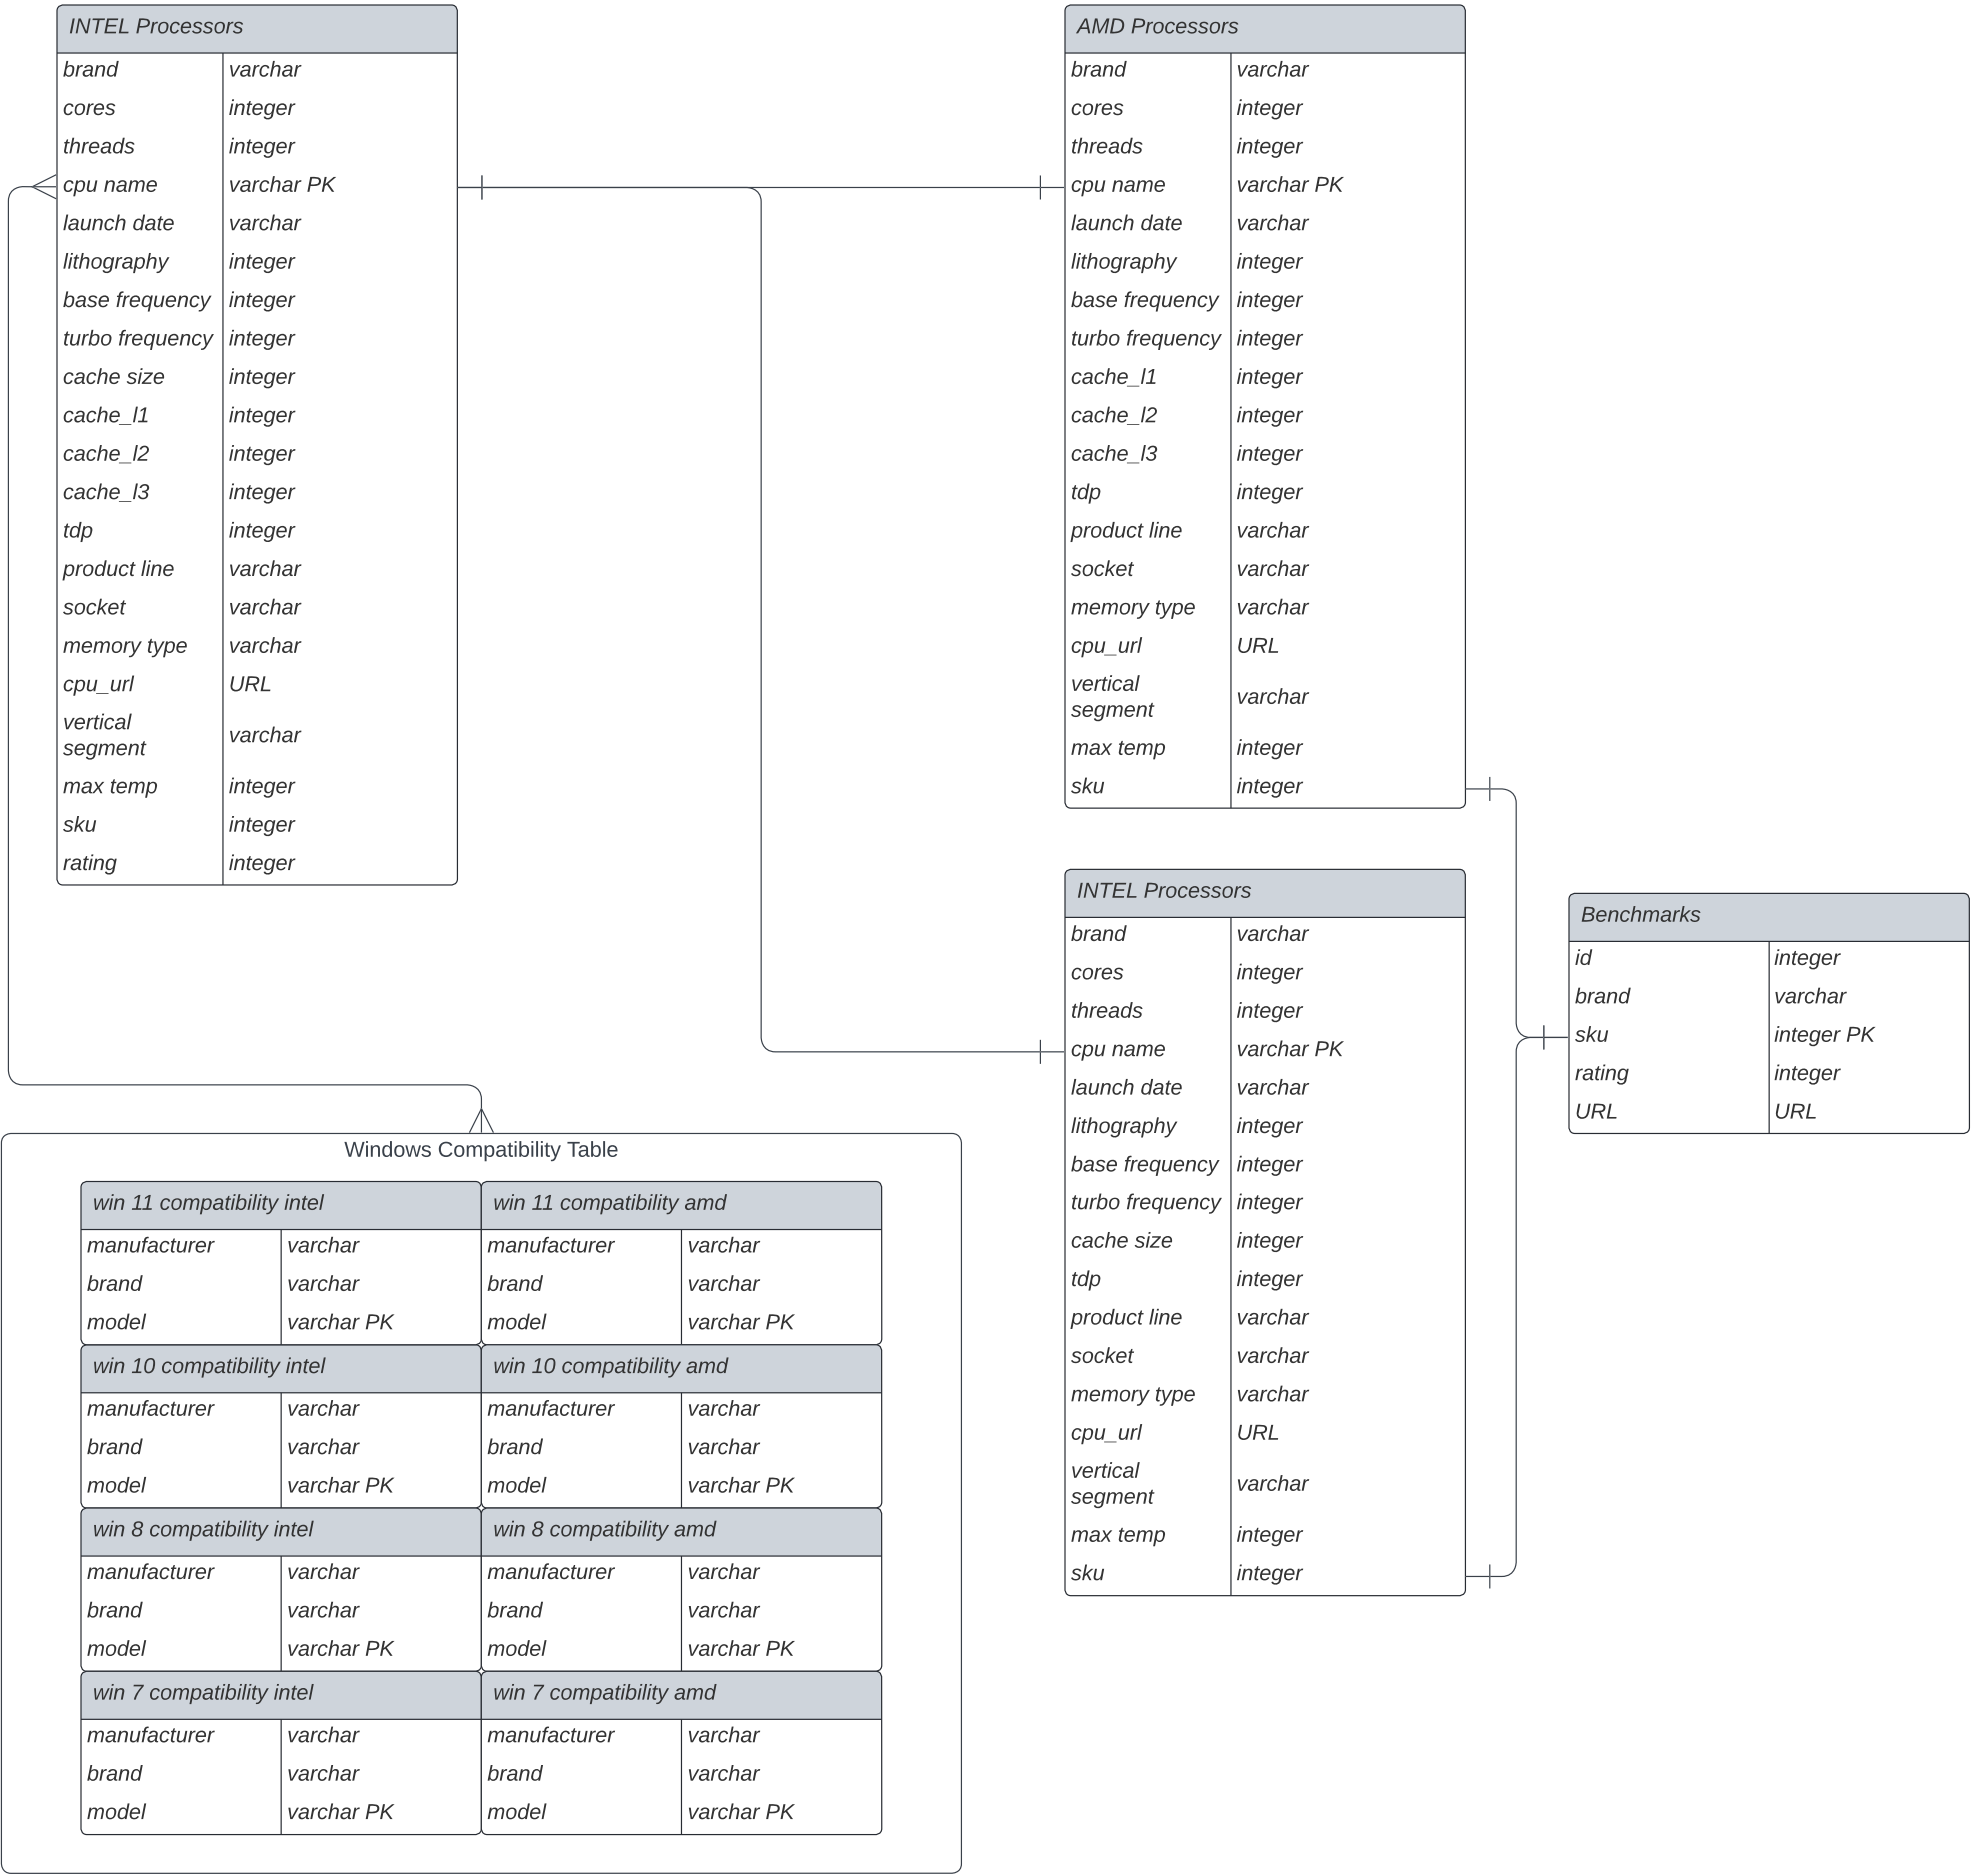 INTEL Processors
brand varchar
cores integer
threads integer
cpu name varchar PK
launch date varchar
lithography integer
base frequency integer
turbo frequency integer
cache size integer
cache_l1 integer
cache_l2 integer
cache_l3 integer
tdp integer
product line varchar
socket varchar
memory type varchar
cpu_url URL
vertical
segment varchar
max temp integer
sku integer
rating integer
AMD Processors
brand varchar
cores integer
threads integer
cpu name varchar PK
launch date varchar
lithography integer
base frequency integer
turbo frequency integer
cache_l1 integer
cache_l2 integer
cache_l3 integer
tdp integer
product line varchar
socket varchar
memory type varchar
cpu_url URL
vertical
segment varchar
max temp integer
sku integer
INTEL Processors
brand varchar
cores integer
threads integer
cpu name varchar PK
launch date varchar
lithography integer
base frequency integer
turbo frequency integer
cache size integer
tdp integer
product line varchar
socket varchar
memory type varchar
cpu_url URL
vertical
segment varchar
max temp integer
sku integer
Benchmarks
id integer
brand varchar
sku integer PK
rating integer
URL URL
Windows Compatibility Table
win 11 compatibility intel
manufacturer varchar
brand varchar
model varchar PK
win 11 compatibility amd
manufacturer varchar
brand varchar
model varchar PK
win 10 compatibility intel
manufacturer varchar
brand varchar
model varchar PK
win 10 compatibility amd
manufacturer varchar
brand varchar
model varchar PK
win 8 compatibility intel
manufacturer varchar
brand varchar
model varchar PK
win 8 compatibility amd
manufacturer varchar
brand varchar
model varchar PK
win 7 compatibility intel
manufacturer varchar
brand varchar
model varchar PK
win 7 compatibility amd
manufacturer varchar
brand varchar
model varchar PK